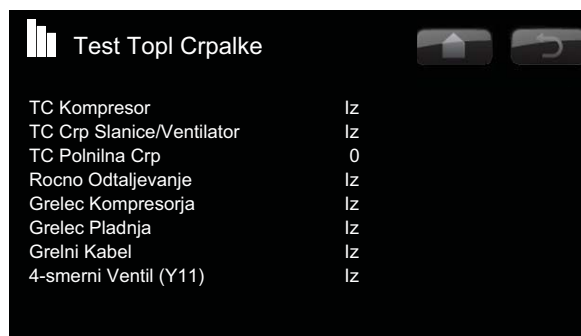 Test Topl Crpalke
TC Kompresor Iz
TC Crp Slanice/Ventilator Iz
TC Polnilna Crp 0
Rocno Odtaljevanje Iz
Grelec Kompresorja Iz
Grelec Pladnja Iz
Grelni Kabel Iz
4-smerni Ventil (Y11) Iz